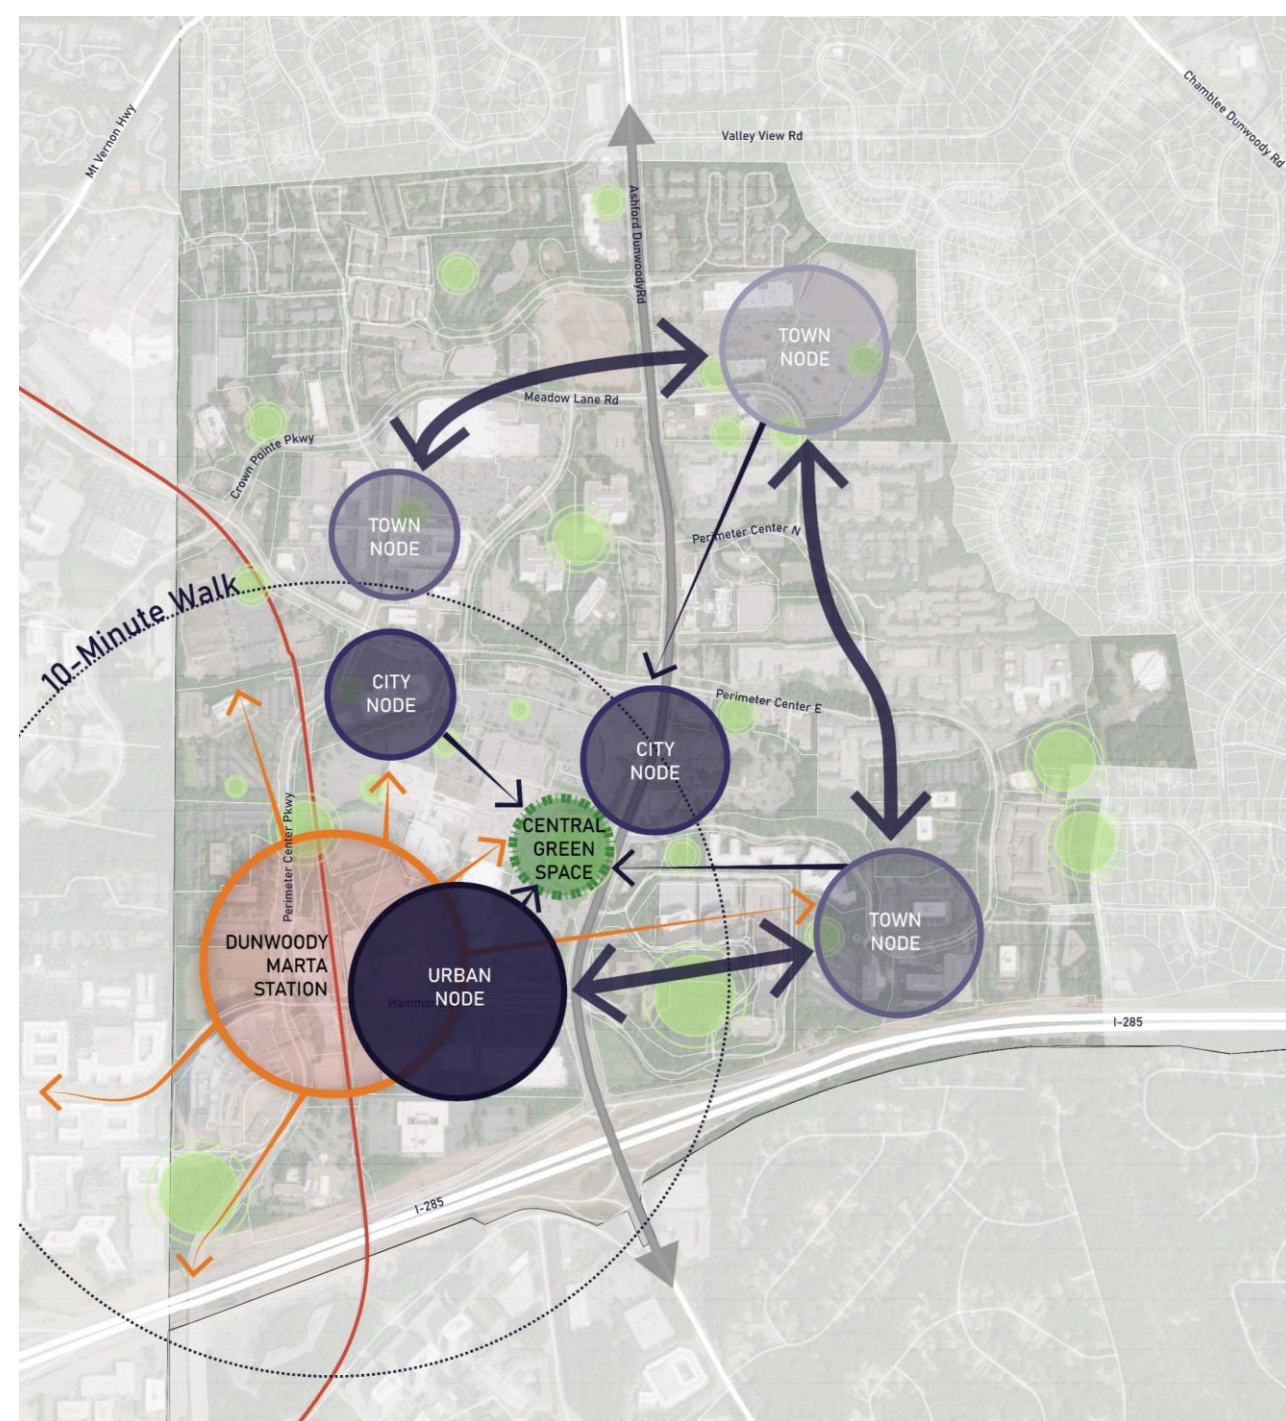 Mt Vernon Hwy
Chamblee Dunwoody Rd
Valley View Rd
Ashford DunwoodyRd
TOWN
NODE
Meadow Lane Rd
Crown Pointe Pkwy
TOWN
NODE
Perimeter Center N
10-Minute Walk
CITY
NODE
Perimeter Center E
CITY
NODE
Perimeter Center Pkwy
CENTRAL
GREEN
SPACE
TOWN
NODE
DUNWOODY
MARTA
STATION
URBAN
NODE
I-285
I-285